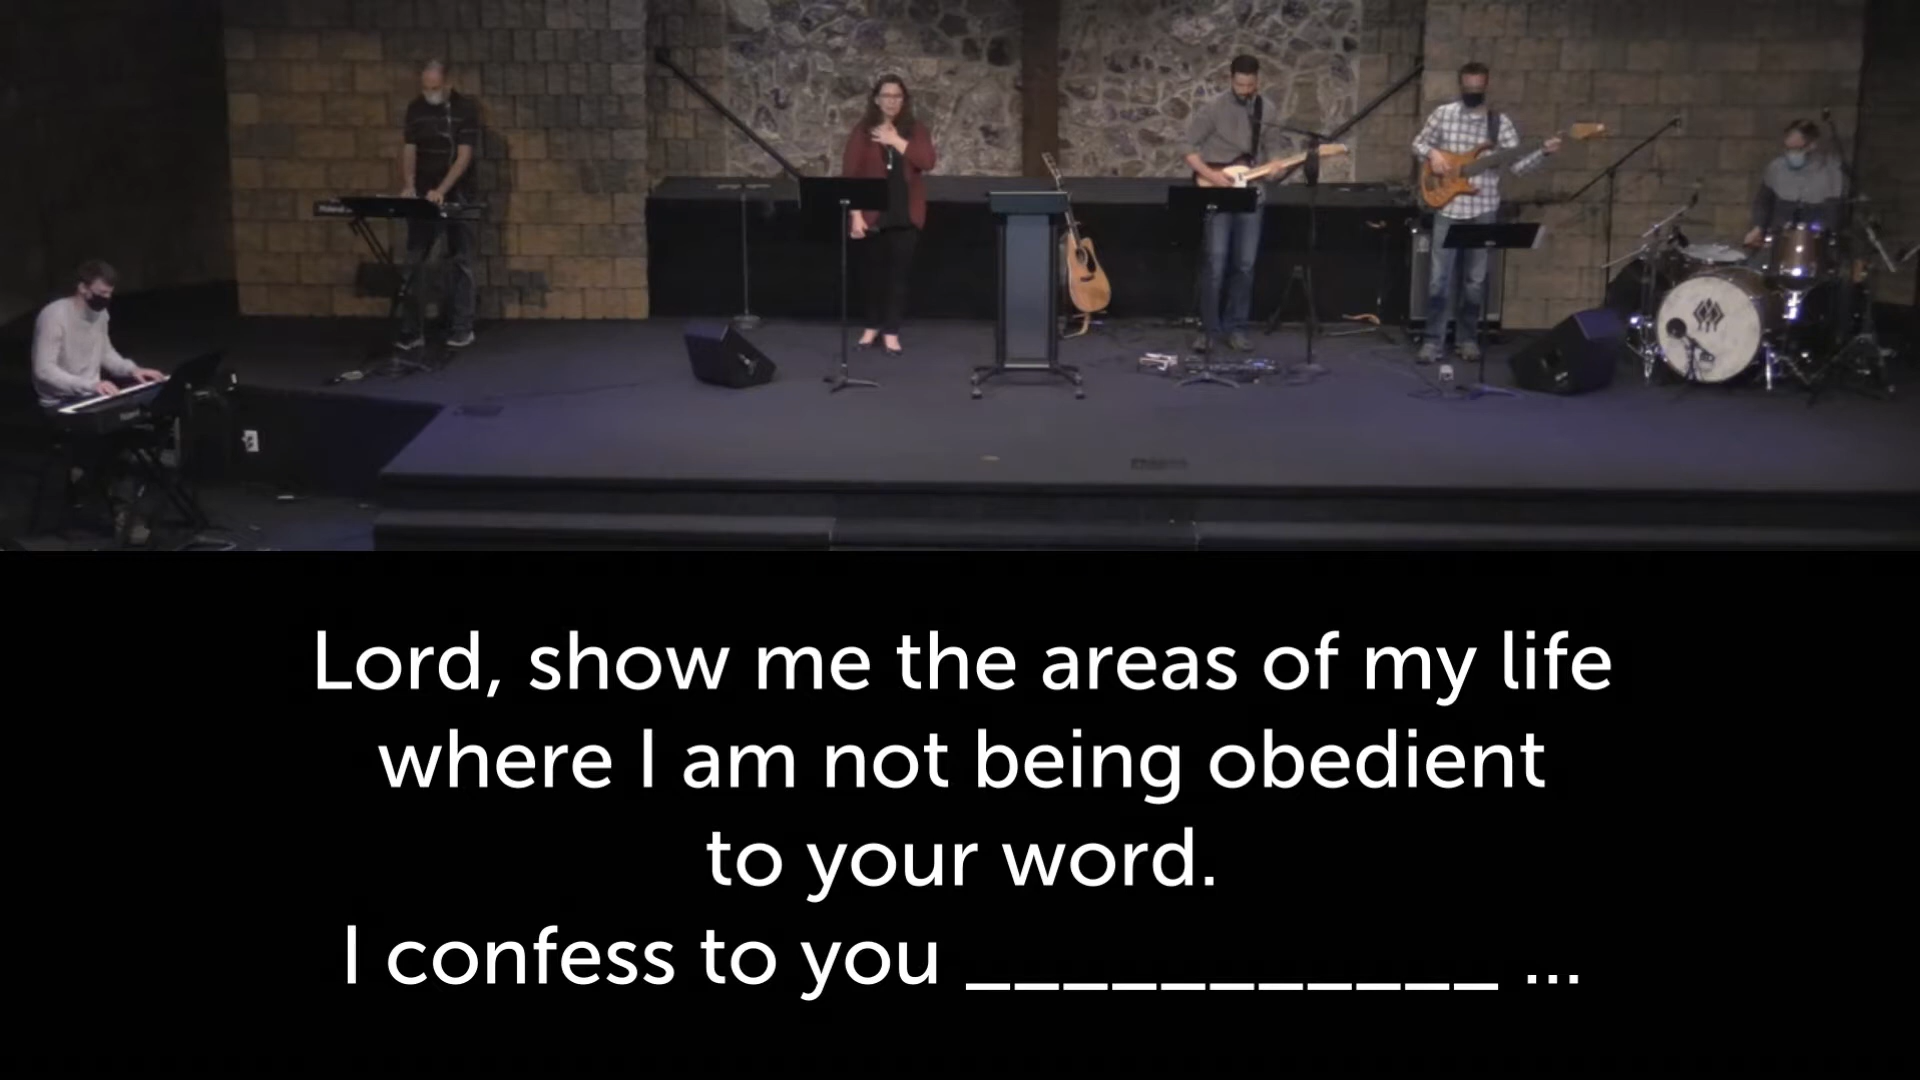 Lord, show me the areas of my life
where I am not being obedient
to your word.
I confess to you ___________ ...